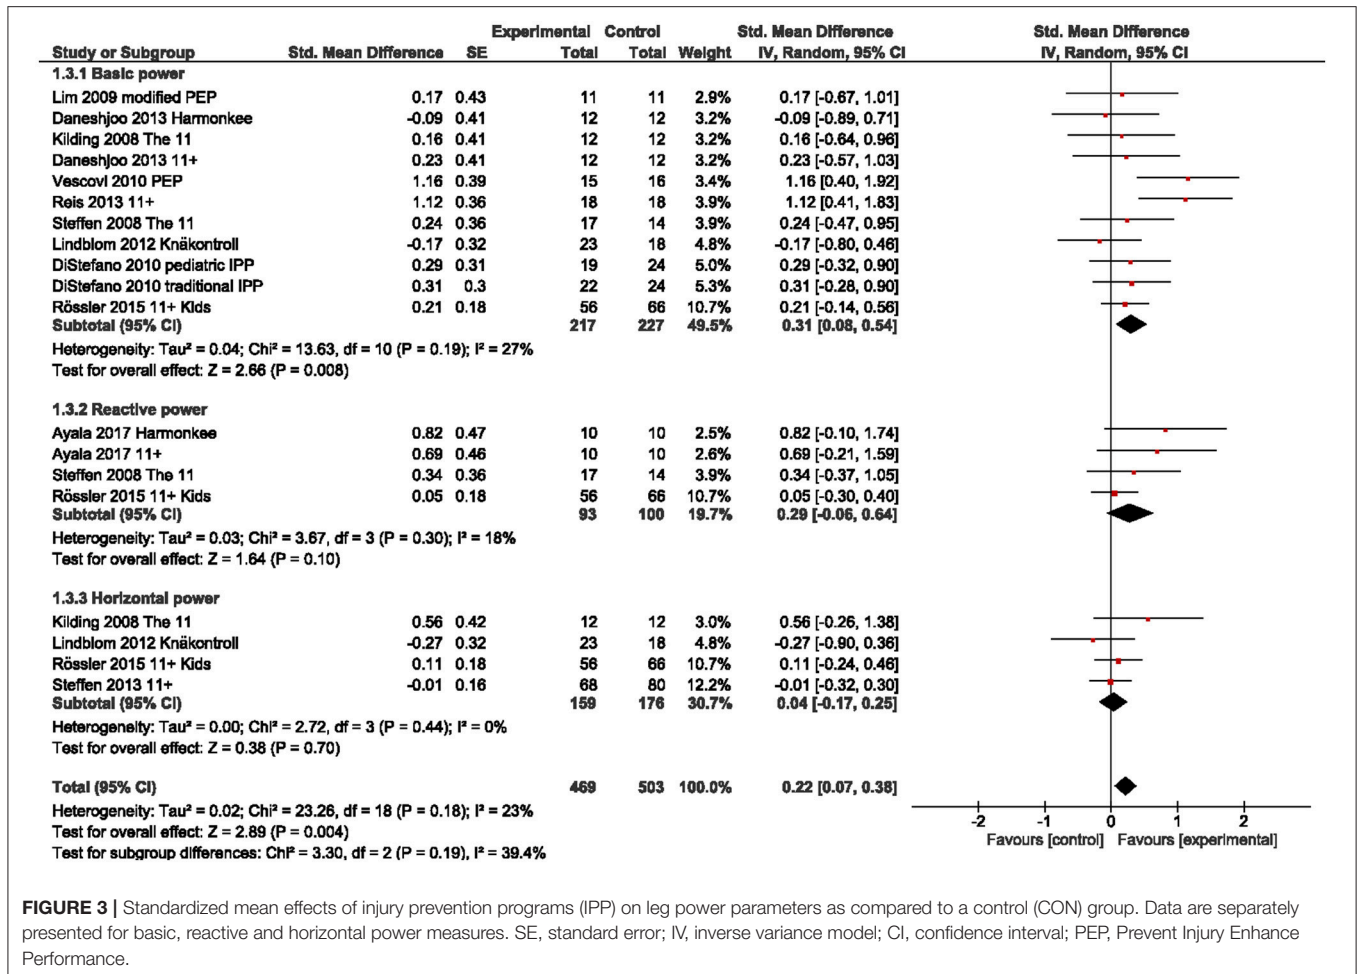 Experimental Control Std. Mean Difference Std. Mean Difference
Study or Subgroup Std. Mean Difference SE Total Total Weight IV, Random, 95% CI IV, Random, 95% CI
1.3.1 Basic power
Lim 2009 modified PEP 0.17 0.43 11 11 2.9% 0.17 [-0.67, 1.01]
Daneshjoo 2013 Harmonkee -0.09 0.41 12 12 3.2% -0.09 [-0.89, 0.71]
Kilding 2008 The 11 0.16 0.41 12 12 3.2% 0.16 [-0.64, 0.96]
Daneshjoo 2013 11+ 0.23 0.41 12 12 3.2% 0.23 [-0.57, 1.03]
Vescovi 2010 PEP 1.16 0.39 15 16 3.4% 1.16 [0.40, 1.92]
Reis 2013 11+ 1.12 0.36 18 18 3.9% 1.12 [0.41, 1.83]
Steffen 2008 The 11 0.24 0.36 17 14 3.9% 0.24 [-0.47, 0.95]
Lindblom 2012 Knäkontroll -0.17 0.32 23 18 4.8% -0.17 [-0.80, 0.46]
DiStefano 2010 pediatric IPP 0.29 0.31 19 24 5.0% 0.29 [-0.32, 0.90]
DiStefano 2010 traditional IPP 0.31 0.3 22 24 5.3% 0.31 [-0.28, 0.90]
Rössler 2015 11+ Kids 0.21 0.18 56 66 10.7% 0.21 [-0.14, 0.56]
Subtotal (95% CI) 217 227 49.5% 0.31 [0.08, 0.54]
Heterogeneity: Tau² = 0.04; Chi² = 13.63, df = 10 (P = 0.19); I² = 27%
Test for overall effect: Z = 2.66 (P = 0.008)
1.3.2 Reactive power
Ayala 2017 Harmonkee 0.82 0.47 10 10 2.5% 0.82 [-0.10, 1.74]
Ayala 2017 11+ 0.69 0.46 10 10 2.6% 0.69 [-0.21, 1.59]
Steffen 2008 The 11 0.34 0.36 17 14 3.9% 0.34 [-0.37, 1.05]
Rössler 2015 11+ Kids 0.05 0.18 56 66 10.7% 0.05 [-0.30, 0.40]
Subtotal (95% CI) 93 100 19.7% 0.29 [-0.06, 0.64]
Heterogeneity: Tau² = 0.03; Chi² = 3.67, df = 3 (P = 0.30); I² = 18%
Test for overall effect: Z = 1.64 (P = 0.10)
1.3.3 Horizontal power
Kilding 2008 The 11 0.56 0.42 12 12 3.0% 0.56 [-0.26, 1.38]
Lindblom 2012 Knäkontroll -0.27 0.32 23 18 4.8% -0.27 [-0.90, 0.36]
Rössler 2015 11+ Kids 0.11 0.18 56 66 10.7% 0.11 [-0.24, 0.46]
Steffen 2013 11+ -0.01 0.16 68 80 12.2% -0.01 [-0.32, 0.30]
Subtotal (95% CI) 159 176 30.7% 0.04 [-0.17, 0.25]
Heterogeneity: Tau² = 0.00; Chi² = 2.72, df = 3 (P = 0.44); I² = 0%
Test for overall effect: Z = 0.38 (P = 0.70)
Total (95% CI) 469 503 100.0% 0.22 [0.07, 0.38]
Heterogeneity: Tau² = 0.02; Chi² = 23.26, df = 18 (P = 0.18); I² = 23%
Test for overall effect: Z = 2.89 (P = 0.004)
Test for subgroup differences: Chi² = 3.30, df = 2 (P = 0.19), I² = 39.4%
-2 -1 0 1 2
Favours [control] Favours [experimental]
FIGURE 3 | Standardized mean effects of injury prevention programs (IPP) on leg power parameters as compared to a control (CON) group. Data are separately
presented for basic, reactive and horizontal power measures. SE, standard error; IV, inverse variance model; CI, confidence interval; PEP, Prevent Injury Enhance
Performance.